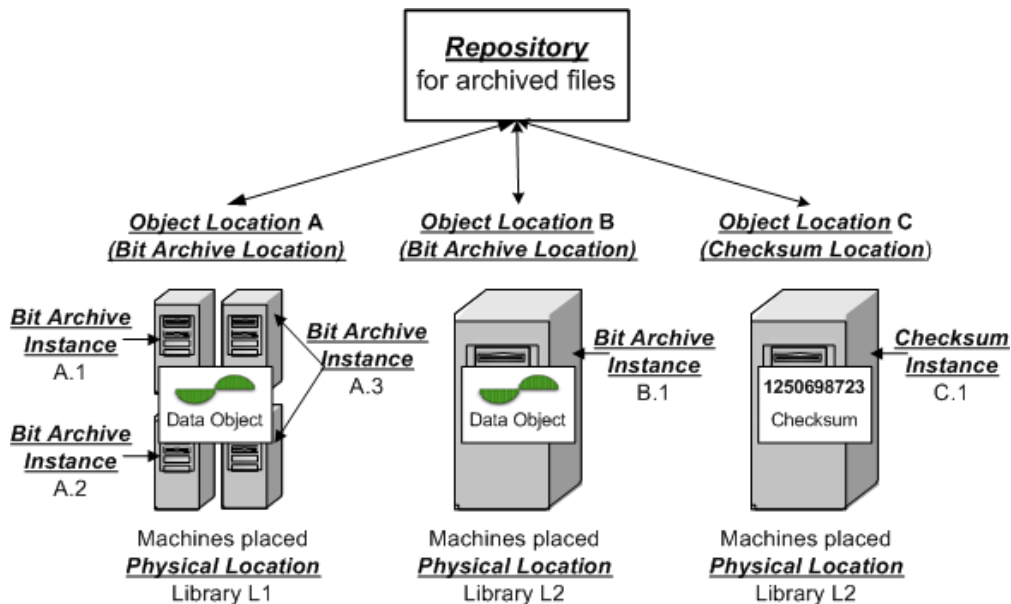 Repository
for archived files
Object Location A
(Bit Archive Location)
Object Location B
(Bit Archive Location)
Object Location C
(Checksum Location)
Bit Archive
Instance
A.1
Bit Archive
Instance
A.2
Bit Archive
Instance
A.3
Data Object
Machines placed
Physical Location
Library L1
Bit Archive
Instance
B.1
Data Object
Machines placed
Physical Location
Library L2
Checksum
Instance
C.1
1250698723
Checksum
Machines placed
Physical Location
Library L2